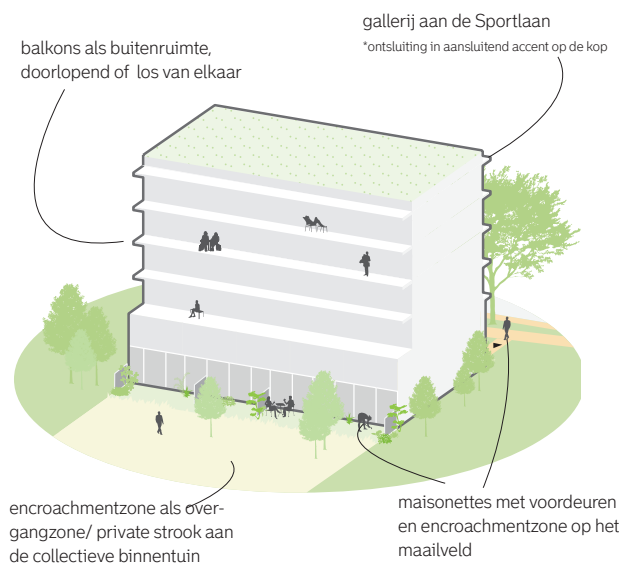 gallerij aan de Sportlaan
*ontsluiting in aansluitend accent op de kop
balkons als buitenruimte,
doorlopend of los van elkaar
encroachmentzone als over-
gangzone/ private strook aan
de collectieve binnentuin
maisonettes met voordeuren
en encroachmentzone op het
maailveld